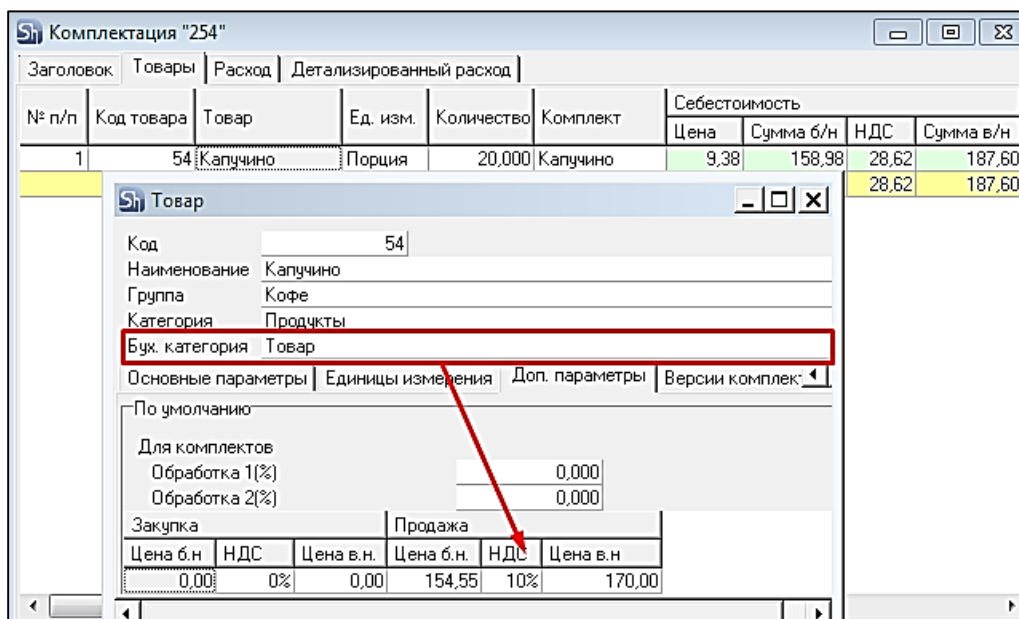 Sh Комплектация "254"
Заголовок Товары Расход Детализированный расход
№ п/п Код товара Товар Ед. изм. Количество Комплект Себестоимость
Цена Сумма б/н НДС Сумма в/н
1 54 Капучино Порция 20,000 Капучино 9,38 158,98 28,62 187,60
28,62 187,60
Sh Товар
Код 54
Наименование Капучино
Группа Кофе
Категория Продукты
Бух. категория Товар
Основные параметры Единицы измерения Доп. параметры Версии комплек
По умолчанию
Для комплектов
Обработка 1(%) 0,000
Обработка 2(%) 0,000
Закупка Продажа
Цена б.н НДС Цена в.н. Цена б.н. НДС Цена в.н
0,00 0% 0,00 154,55 10% 170,00